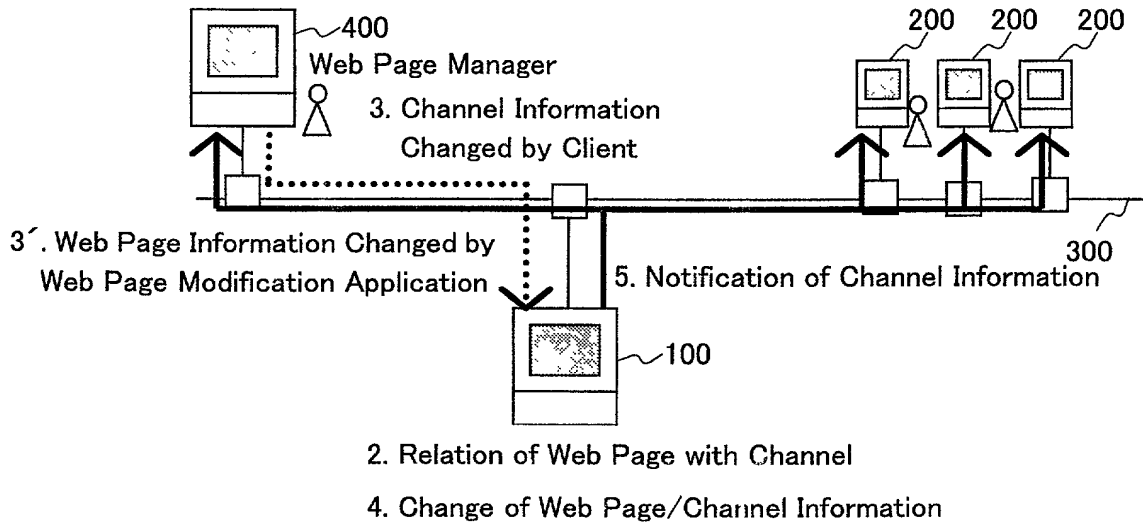 400
200 200 200
Web Page Manager
3. Channel Information
Changed by Client
300
3´. Web Page Information Changed by
Web Page Modification Application
5. Notification of Channel Information
100
2. Relation of Web Page with Channel
4. Change of Web Page/Channel Information